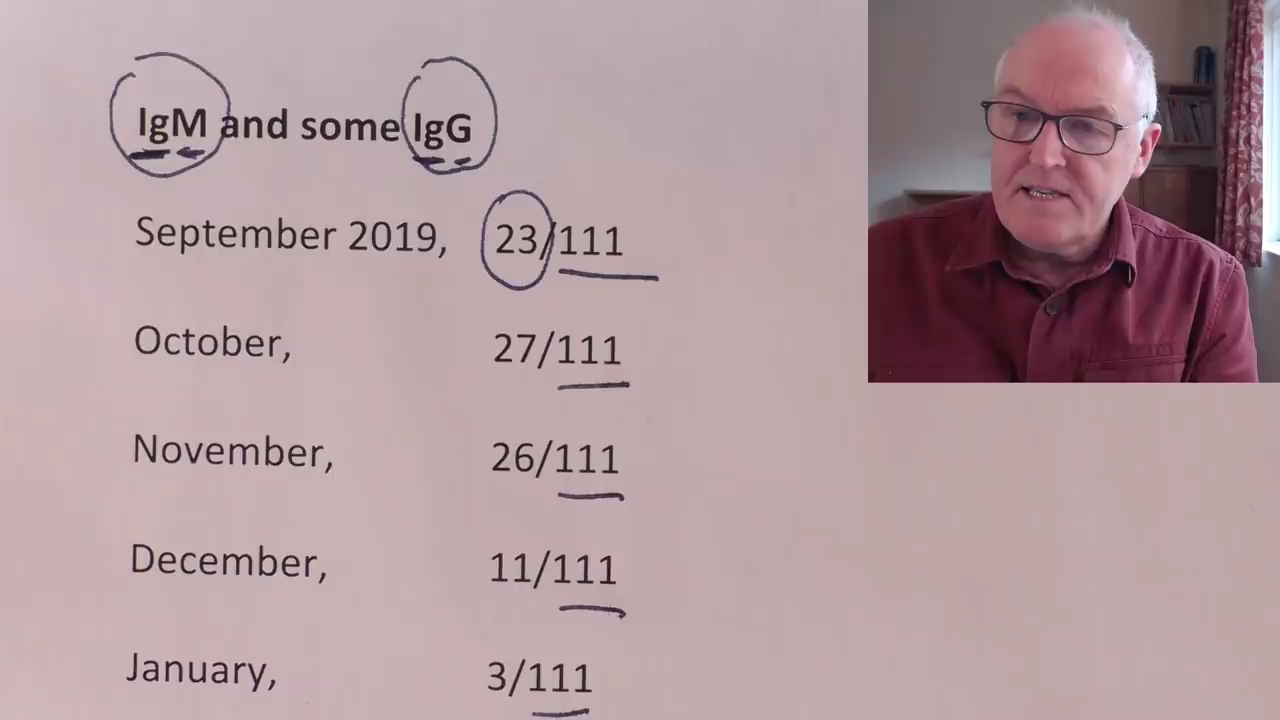 IgM and some IgG
September 2019, 23/111
October, 27/111
November, 26/111
December, 11/111
January, 3/111